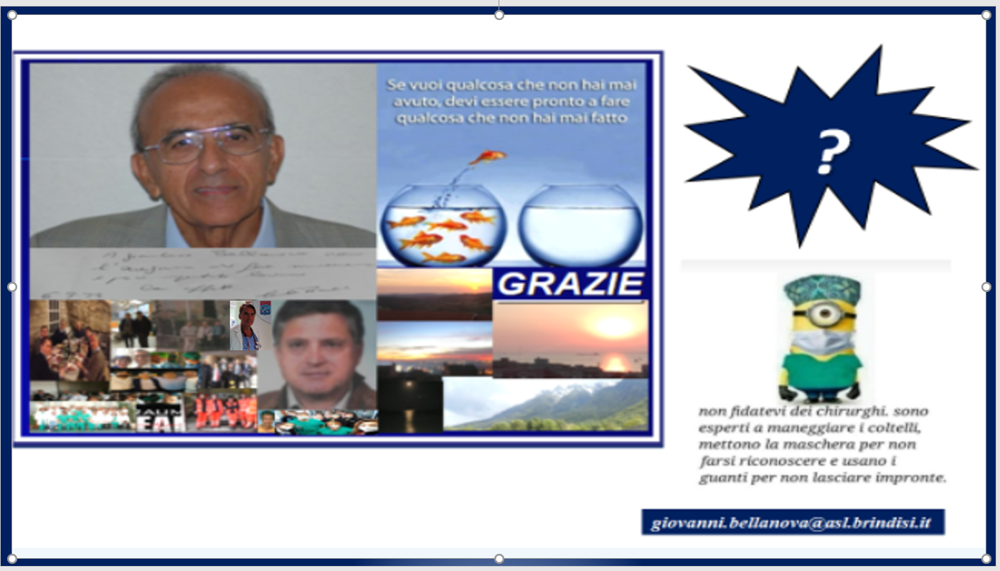 Se vuoi qualcosa che non hai mai
avuto, devi essere pronto a fare
qualcosa che non hai mai fatto
?
GRAZIE
non fidatevi dei chirurghi. sono
esperti a maneggiare i coltelli,
mettono la maschera per non
farsi riconoscere e usano i
guanti per non lasciare impronte.
giovanni.bellanova@asl.brindisi.it